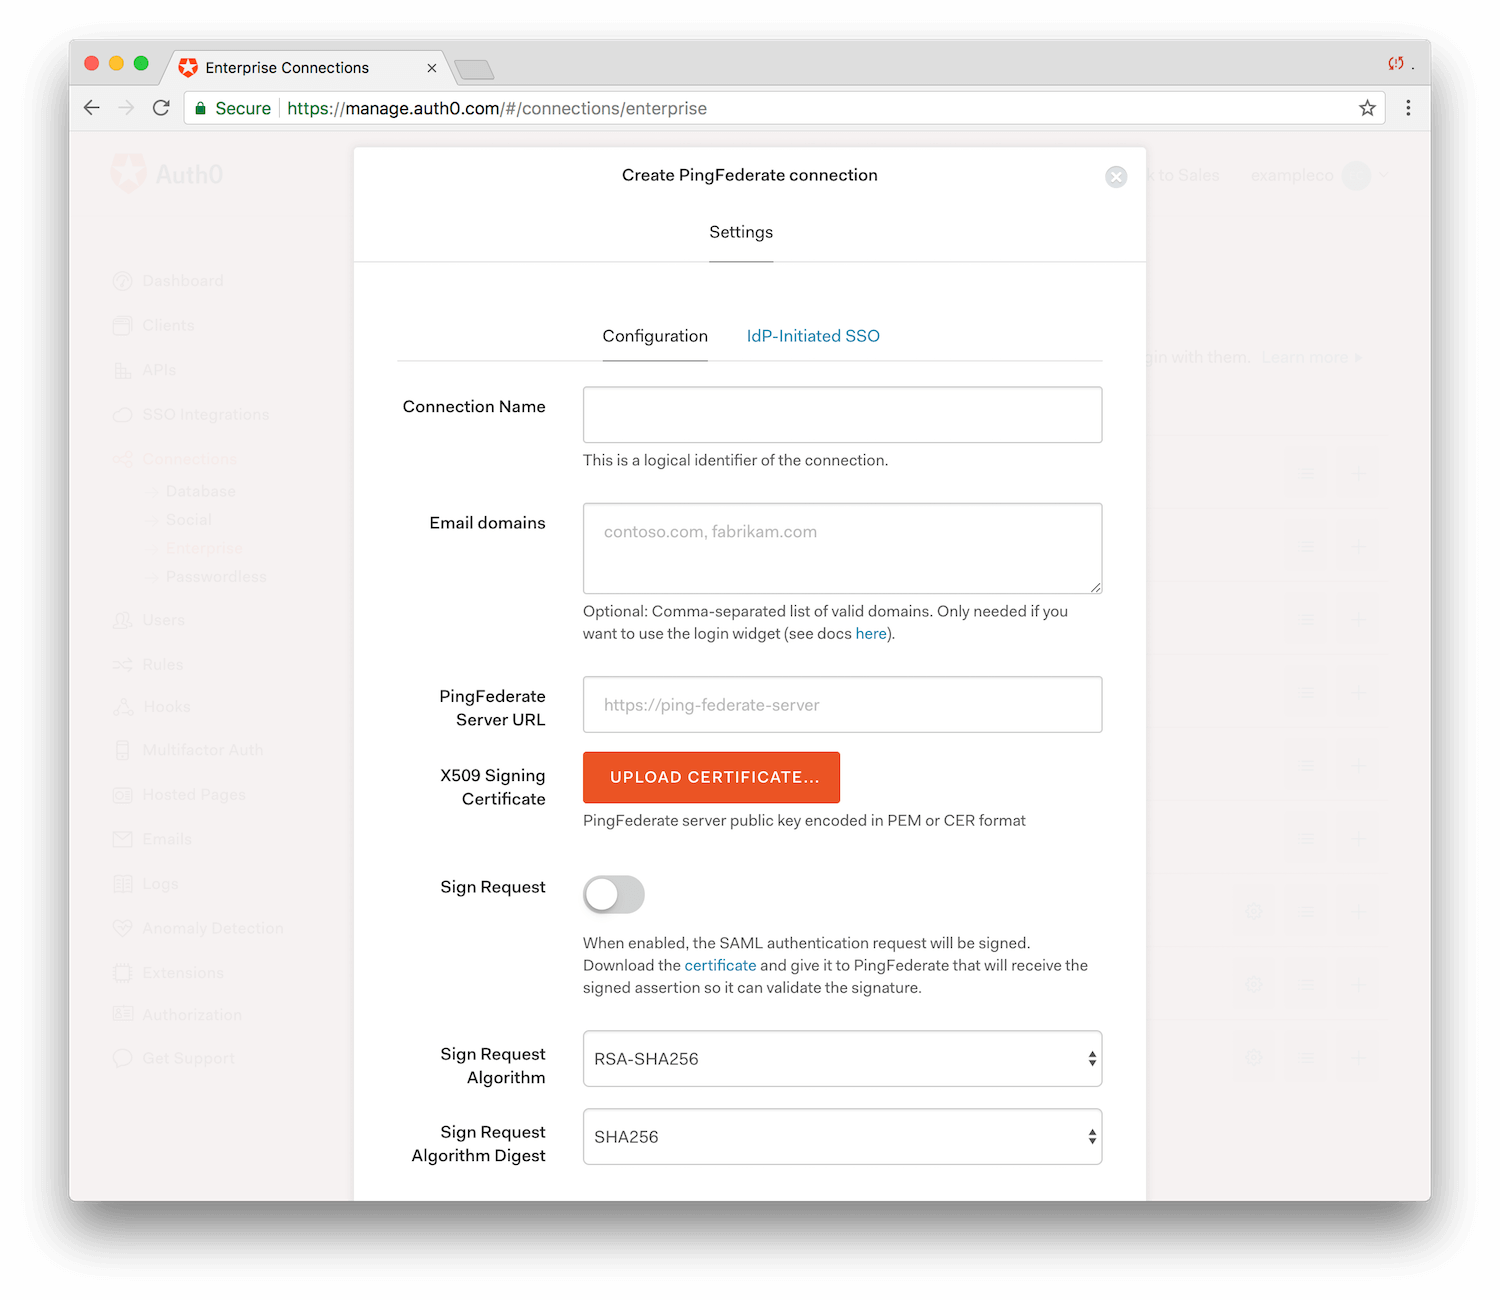 Enterprise Connections
Secure https://manage.auth0.com/#/connections/enterprise
Auth0
Create PingFederate connection
to Sales
exampleco
Settings
Dashboard
Clients
APIs
SSO Integrations
Connections
Database
Social
Enterprise
Passwordless
Users
Rules
Hooks
Multifactor Auth
Hosted Pages
Emails
Logs
Anomaly Detection
Extensions
Authorization
Get Support
with them. Learn more
Configuration
IdP-Initiated SSO
Connection Name
This is a logical identifier of the connection.
Email domains
contoso.com, fabrikam.com
Optional: Comma-separated list of valid domains. Only needed if you
want to use the login widget (see docs here).
PingFederate
Server URL
https://ping-federate-server
X509 Signing
Certificate
UPLOAD CERTIFICATE...
PingFederate server public key encoded in PEM or CER format
Sign Request
When enabled, the SAML authentication request will be signed.
Download the certificate and give it to PingFederate that will receive the
signed assertion so it can validate the signature.
Sign Request
Algorithm
RSA-SHA256
Sign Request
Algorithm Digest
SHA256